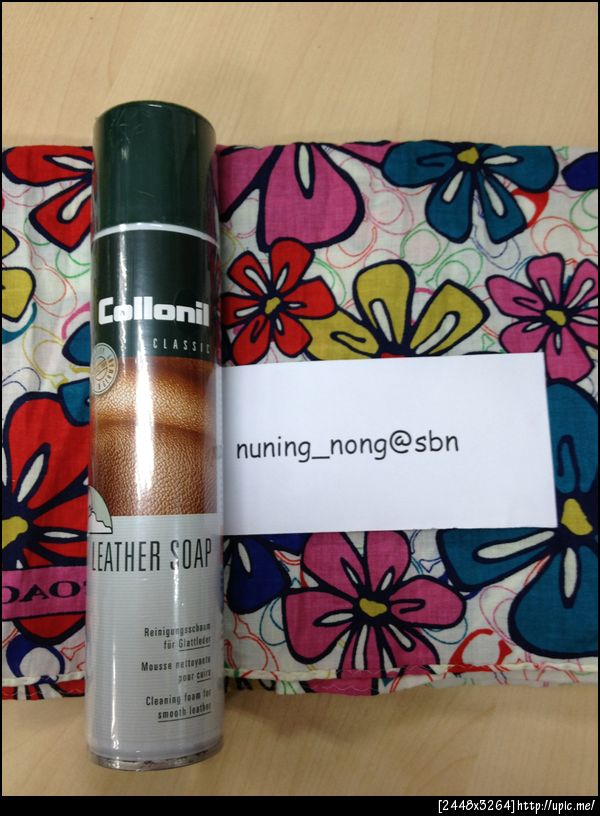 Collonil
CLASSIC
nuning_nong@sbn
LEATHER SOAP
COAC
Reinigungsschaum
für Glattleder
Mousse nettoyante
pour cuirs
Cleaning foam for
smooth leather
[2448x3264]http://upic.me/